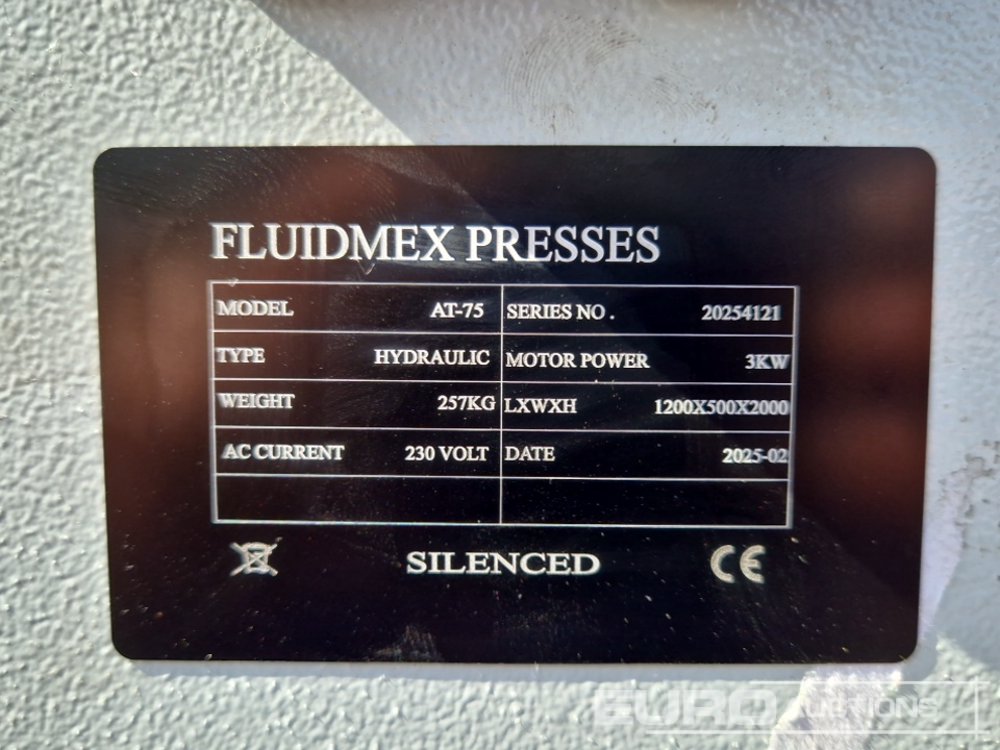 FLUIDMEX PRESSES
MODEL AT-75 SERIES NO . 20254121
TYPE HYDRAULIC MOTOR POWER 3KW
WEIGHT 257KG LXWXH 1200X500X2000
AC CURRENT 230 VOLT DATE 2025-02
SILENCED CE
EURO AUCTIONS